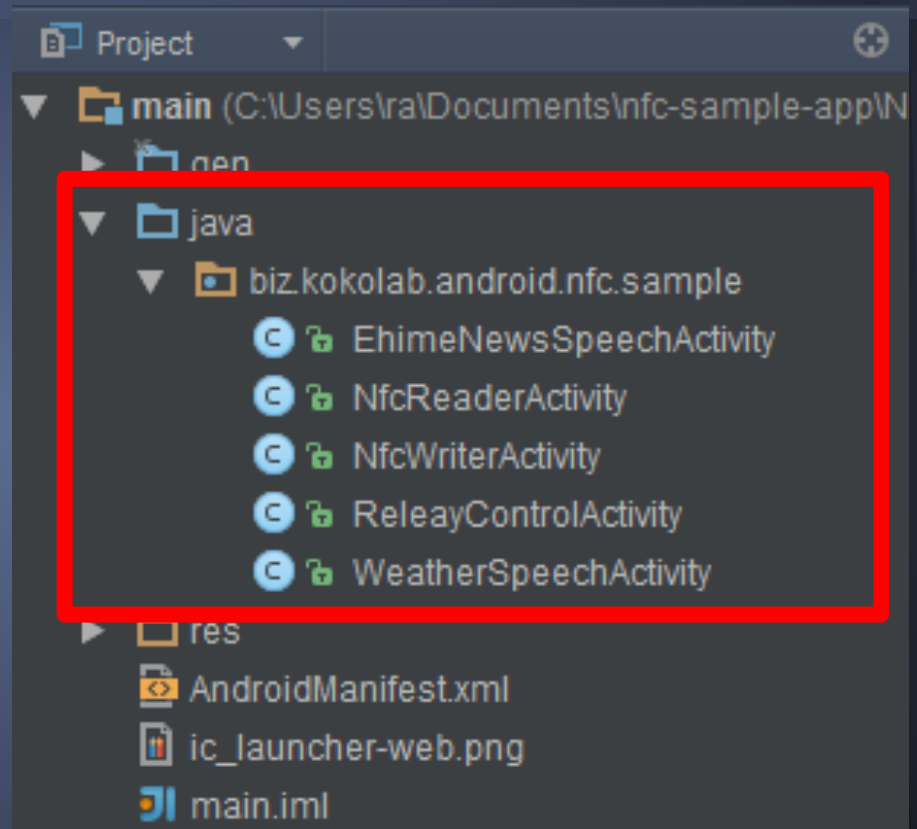 Project
main (C:\Users\ra\Documents\nfc-sample-app\N
gen
java
biz.kokolab.android.nfc.sample
EhimeNewsSpeechActivity
NfcReaderActivity
NfcWriterActivity
ReleayControlActivity
WeatherSpeechActivity
res
AndroidManifest.xml
ic_launcher-web.png
main.iml